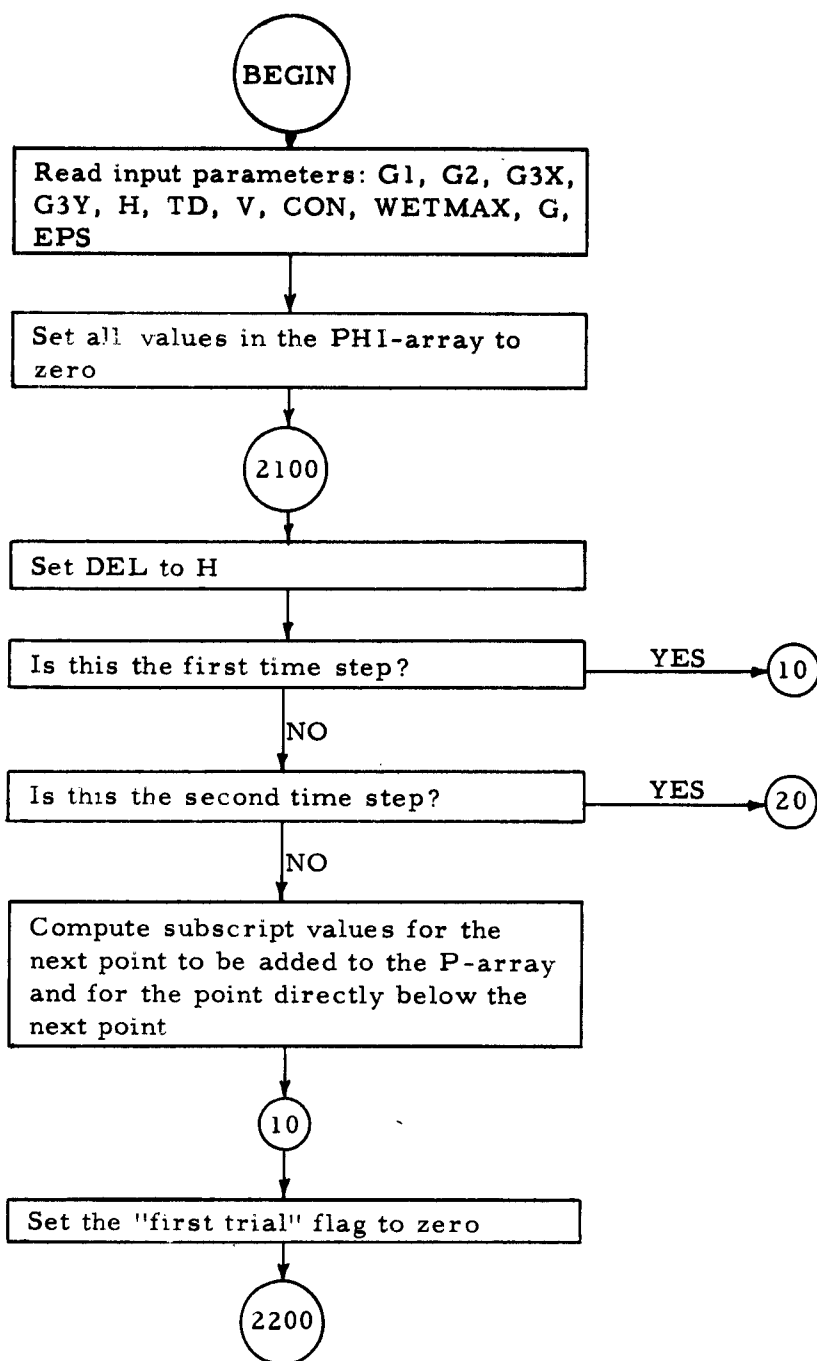 BEGIN
Read input parameters: G1, G2, G3X,
G3Y, H, TD, V, CON, WETMAX, G,
EPS
Set all values in the PHI-array to
zero
2100
Set DEL to H
Is this the first time step?
YES
10
NO
Is this the second time step?
YES
20
NO
Compute subscript values for the
next point to be added to the P-array
and for the point directly below the
next point
10
Set the "first trial" flag to zero
2200